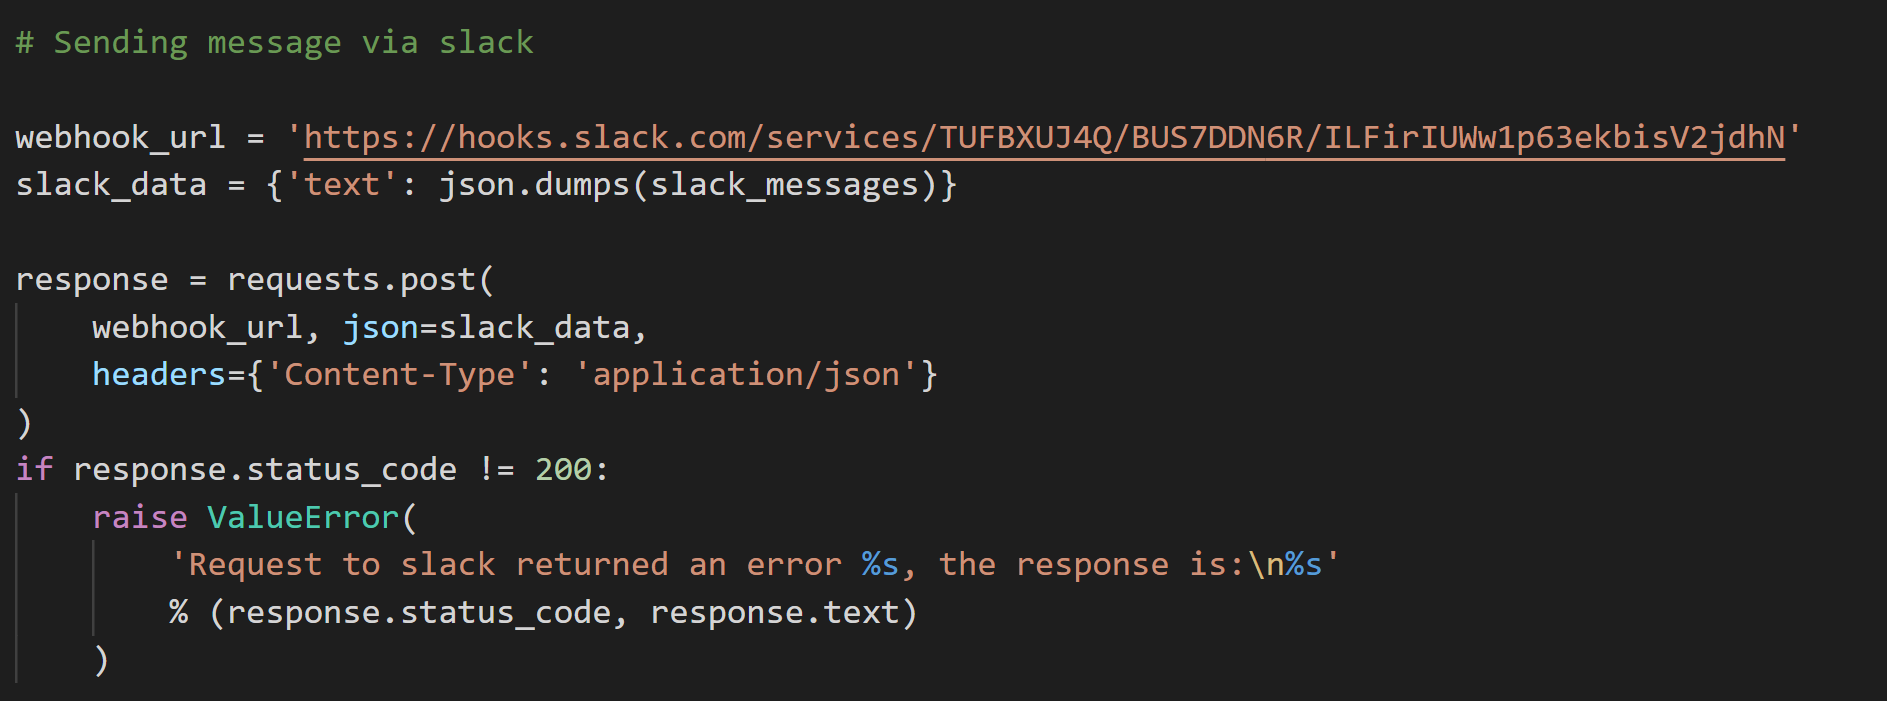 # Sending message via slack
webhook_url = 'https://hooks.slack.com/services/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'
slack_data = {'text': json.dumps(slack_messages)}
response = requests.post(
    webhook_url, json=slack_data,
    headers={'Content-Type': 'application/json'}
)
if response.status_code != 200:
    raise ValueError(
        'Request to slack returned an error %s, the response is:\n%s'
        % (response.status_code, response.text)
    )